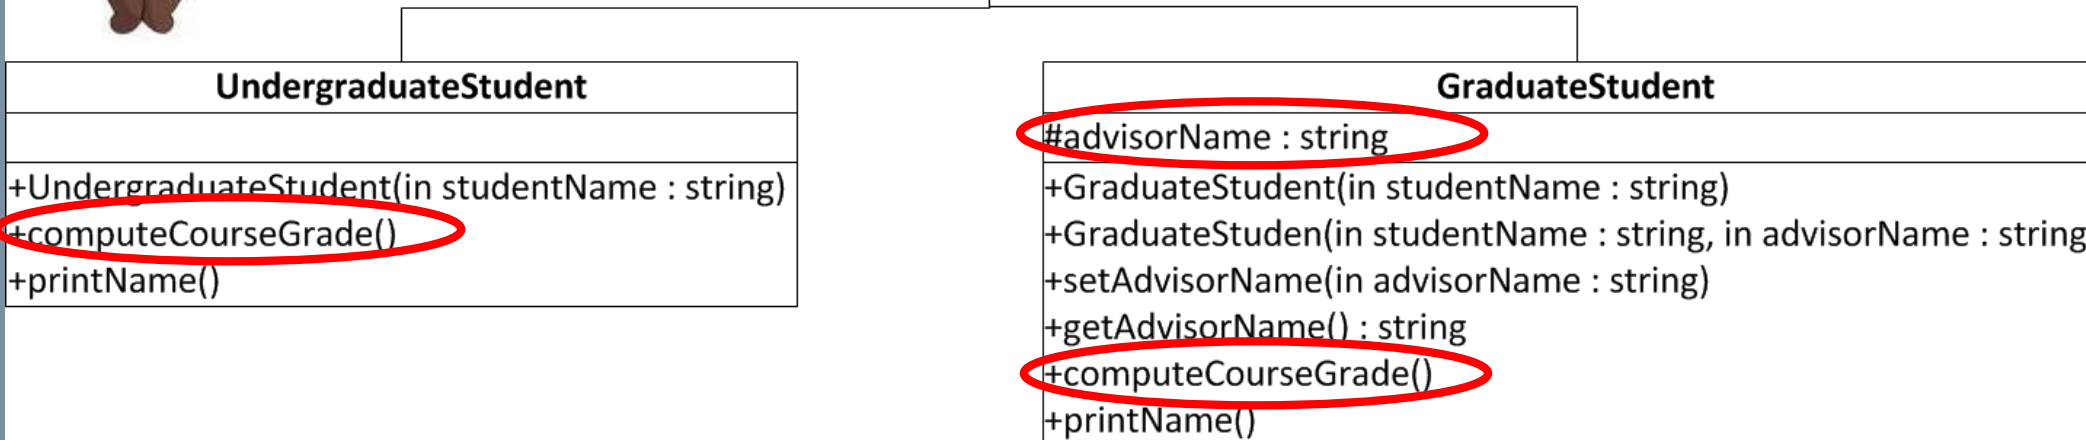 UndergraduateStudent
+UndergraduateStudent(in studentName : string)
+computeCourseGrade()
+printName()
GraduateStudent
#advisorName : string
+GraduateStudent(in studentName : string)
+GraduateStuden(in studentName : string, in advisorName : string
+setAdvisorName(in advisorName : string)
+getAdvisorName() : string
+computeCourseGrade()
+printName()